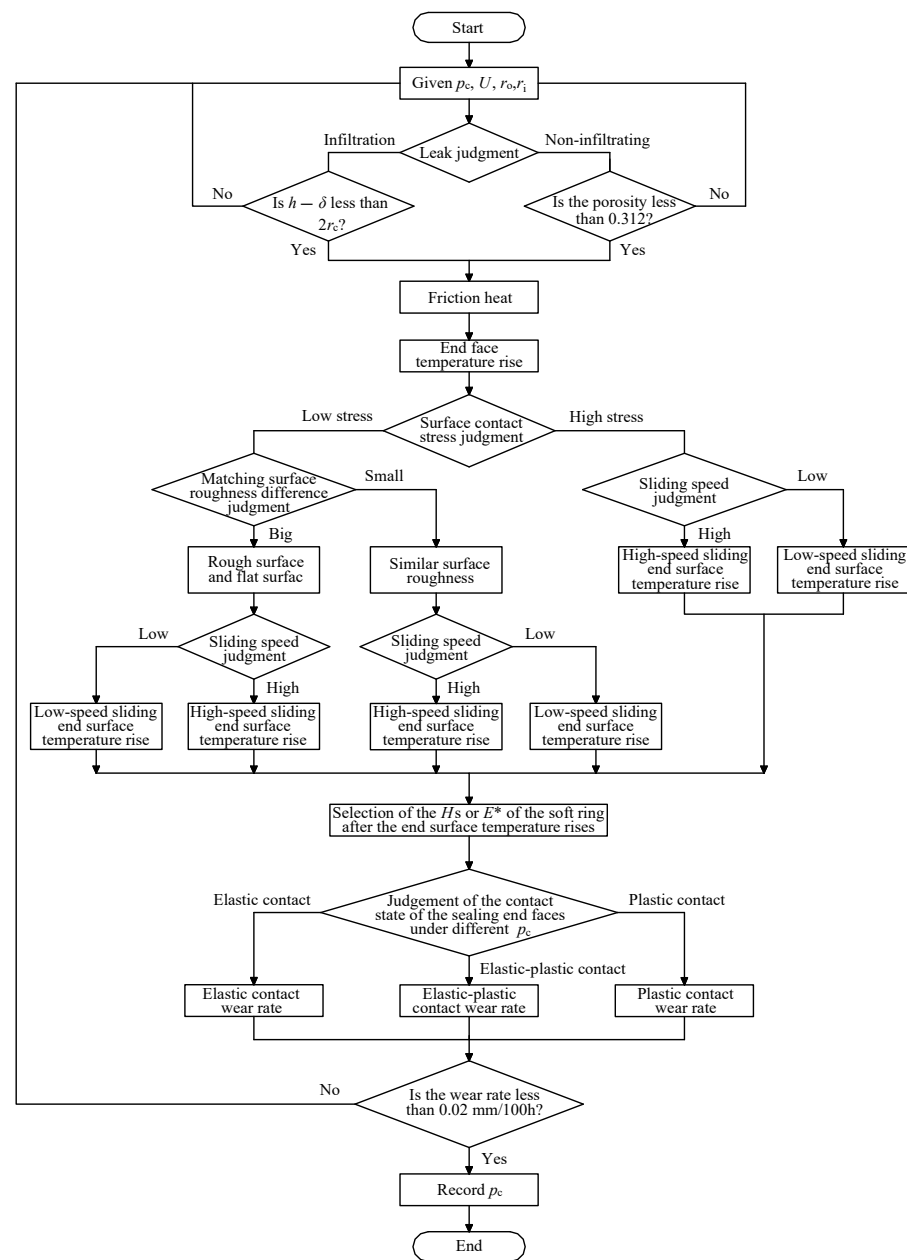 Start
Given pc, U, ro,ri
Infiltration
Non-infiltrating
Leak judgment
No
Is h − δ less than
2rc?
Is the porosity less
than 0.312?
No
Yes
Yes
Friction heat
End face
temperature rise
Low stress
Surface contact
stress judgment
High stress
Matching surface
roughness difference
judgment
Small
Sliding speed
judgment
Low
Big
High
Rough surface
and flat surfac
Similar surface
roughness
High-speed sliding
end surface
temperature rise
Low-speed sliding
end surface
temperature rise
Low
Sliding speed
judgment
Sliding speed
judgment
Low
High
High
Low-speed sliding
end surface
temperature rise
High-speed sliding
end surface
temperature rise
High-speed sliding
end surface
temperature rise
Low-speed sliding
end surface
temperature rise
Selection of the Hs or E* of the soft ring
after the end surface temperature rises
Elastic contact
Judgement of the contact
state of the sealing end faces
under different pc
Plastic contact
Elastic-plastic contact
Elastic contact
wear rate
Elastic-plastic
contact wear rate
Plastic contact
wear rate
No
Is the wear rate less
than 0.02 mm/100h?
Yes
Record pc
End